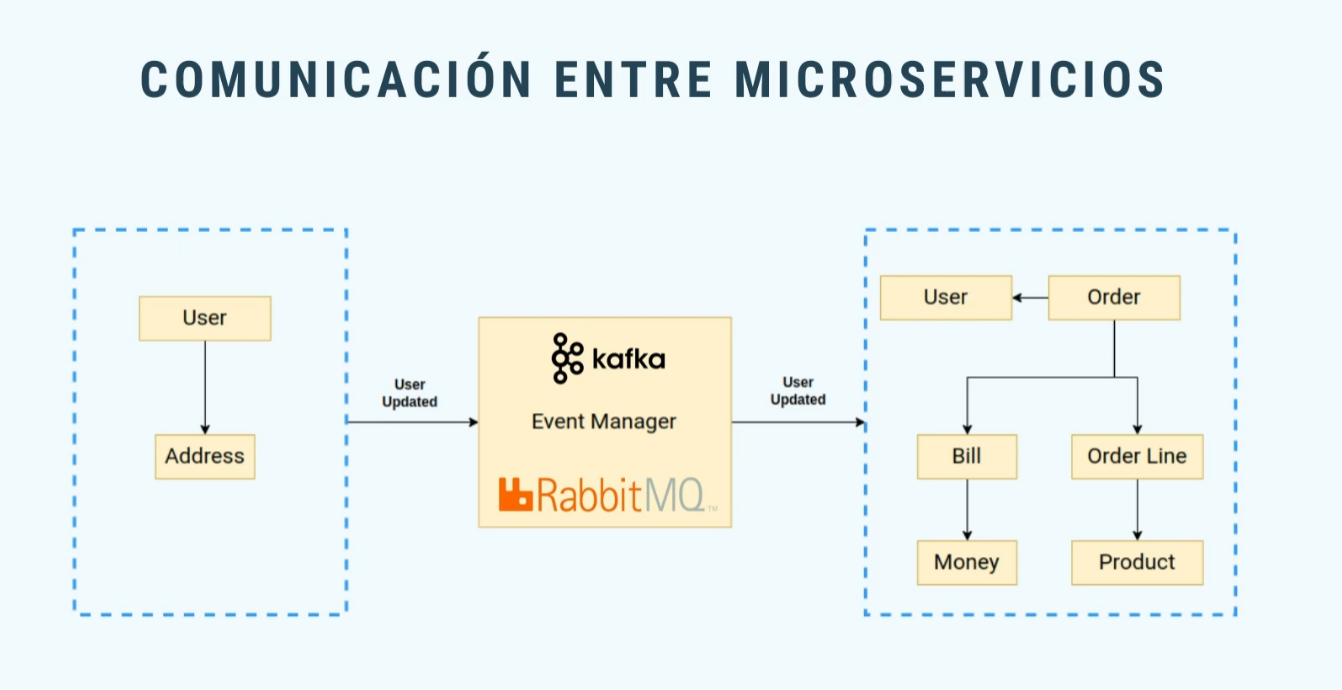 COMUNICACIÓN ENTRE MICROSERVICIOS
User
Address
User
Updated
kafka
Event Manager
RabbitMQ™
User
Updated
User
Order
Bill
Order Line
Money
Product